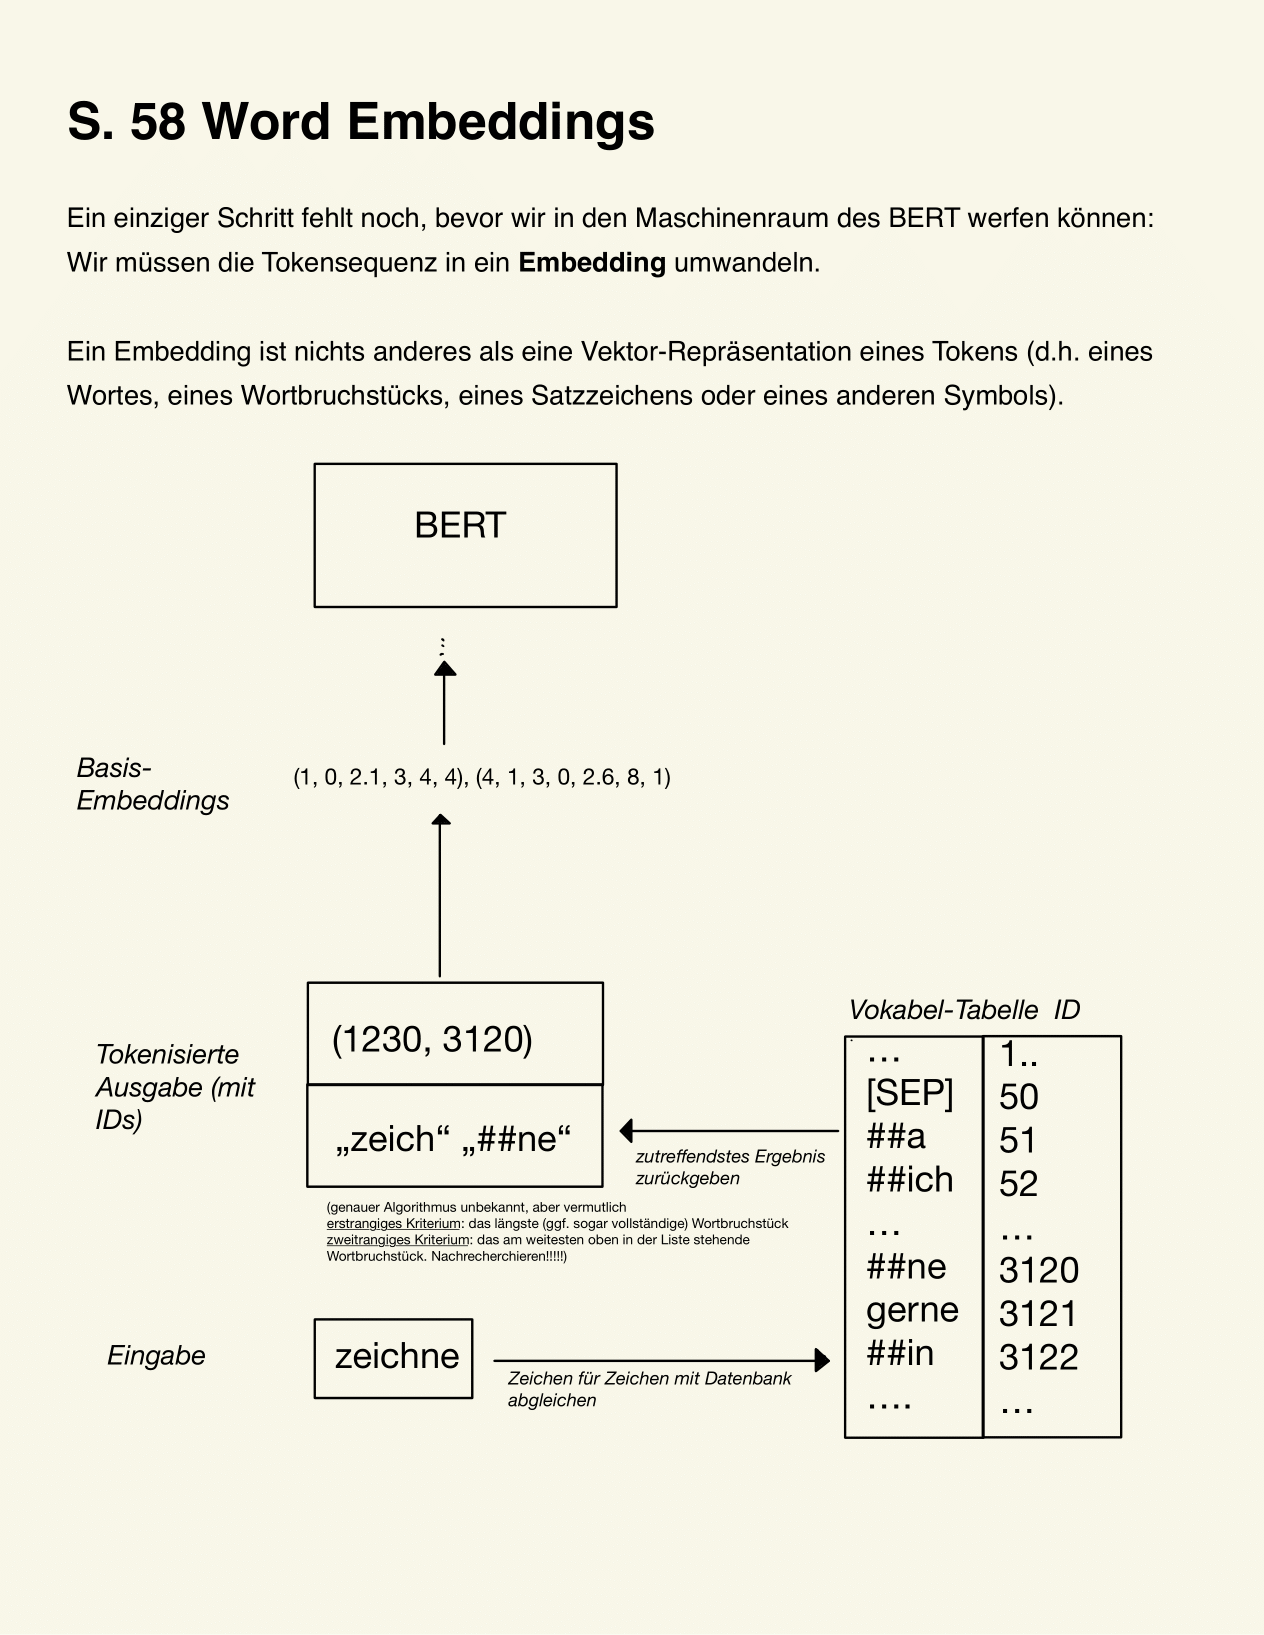 S. 58 Word Embeddings
Ein einziger Schritt fehlt noch, bevor wir in den Maschinenraum des BERT werfen können:
Wir müssen die Tokensequenz in ein Embedding umwandeln.
Ein Embedding ist nichts anderes als eine Vektor-Repräsentation eines Tokens (d.h. eines
Wortes, eines Wortbruchstücks, eines Satzzeichens oder eines anderen Symbols).
BERT
...
Basis-
Embeddings
(1, 0, 2.1, 3, 4, 4), (4, 1, 3, 0, 2.6, 8, 1)
Tokenisierte
Ausgabe (mit
IDs)
(1230, 3120)
„zeich“ „##ne“
zutreffendstes Ergebnis
zurückgeben
(genauer Algorithmus unbekannt, aber vermutlich
erstrangiges Kriterium: das längste (ggf. sogar vollständige) Wortbruchstück
zweitrangiges Kriterium: das am weitesten oben in der Liste stehende
Wortbruchstück. Nachrecherchieren!!!!!)
Vokabel-Tabelle ID
... 1..
[SEP] 50
##a 51
##ich 52
... ...
##ne 3120
gerne 3121
##in 3122
.... ...
Eingabe
zeichne
Zeichen für Zeichen mit Datenbank
abgleichen